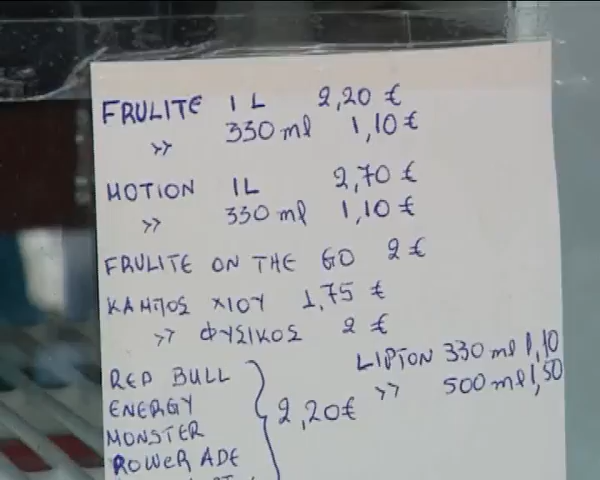 FRULITE 1 L 2,20 €
>> 330 ml 1,10 €
MOTION 1L 2,70 €
>> 330 ml 1,10 €
FRULITE ON THE GO 2 €
ΚΑΜΠΟΣ ΧΙΟΥ 1,75 €
>> ΦΥΣΙΚΟΣ 2 €
LIPTON 330 ml 1,10
>> 500 ml 1,50
RED BULL
ENERGY
MONSTER
POWER ADE
2,20€